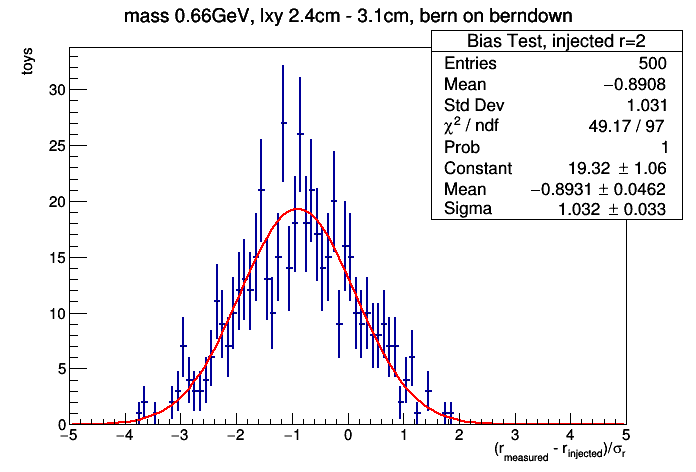 mass 0.66GeV, lxy 2.4cm - 3.1cm, bern on berndown
Bias Test, injected r=2
Entries 500
Mean −0.8908
Std Dev 1.031
χ² / ndf 49.17 / 97
Prob 1
Constant 19.32 ± 1.06
Mean −0.8931 ± 0.0462
Sigma 1.032 ± 0.033
toys
30
25
20
15
10
5
0
−5 −4 −3 −2 −1 0 1 2 3 4 5
(r_measured - r_injected)/σ_r